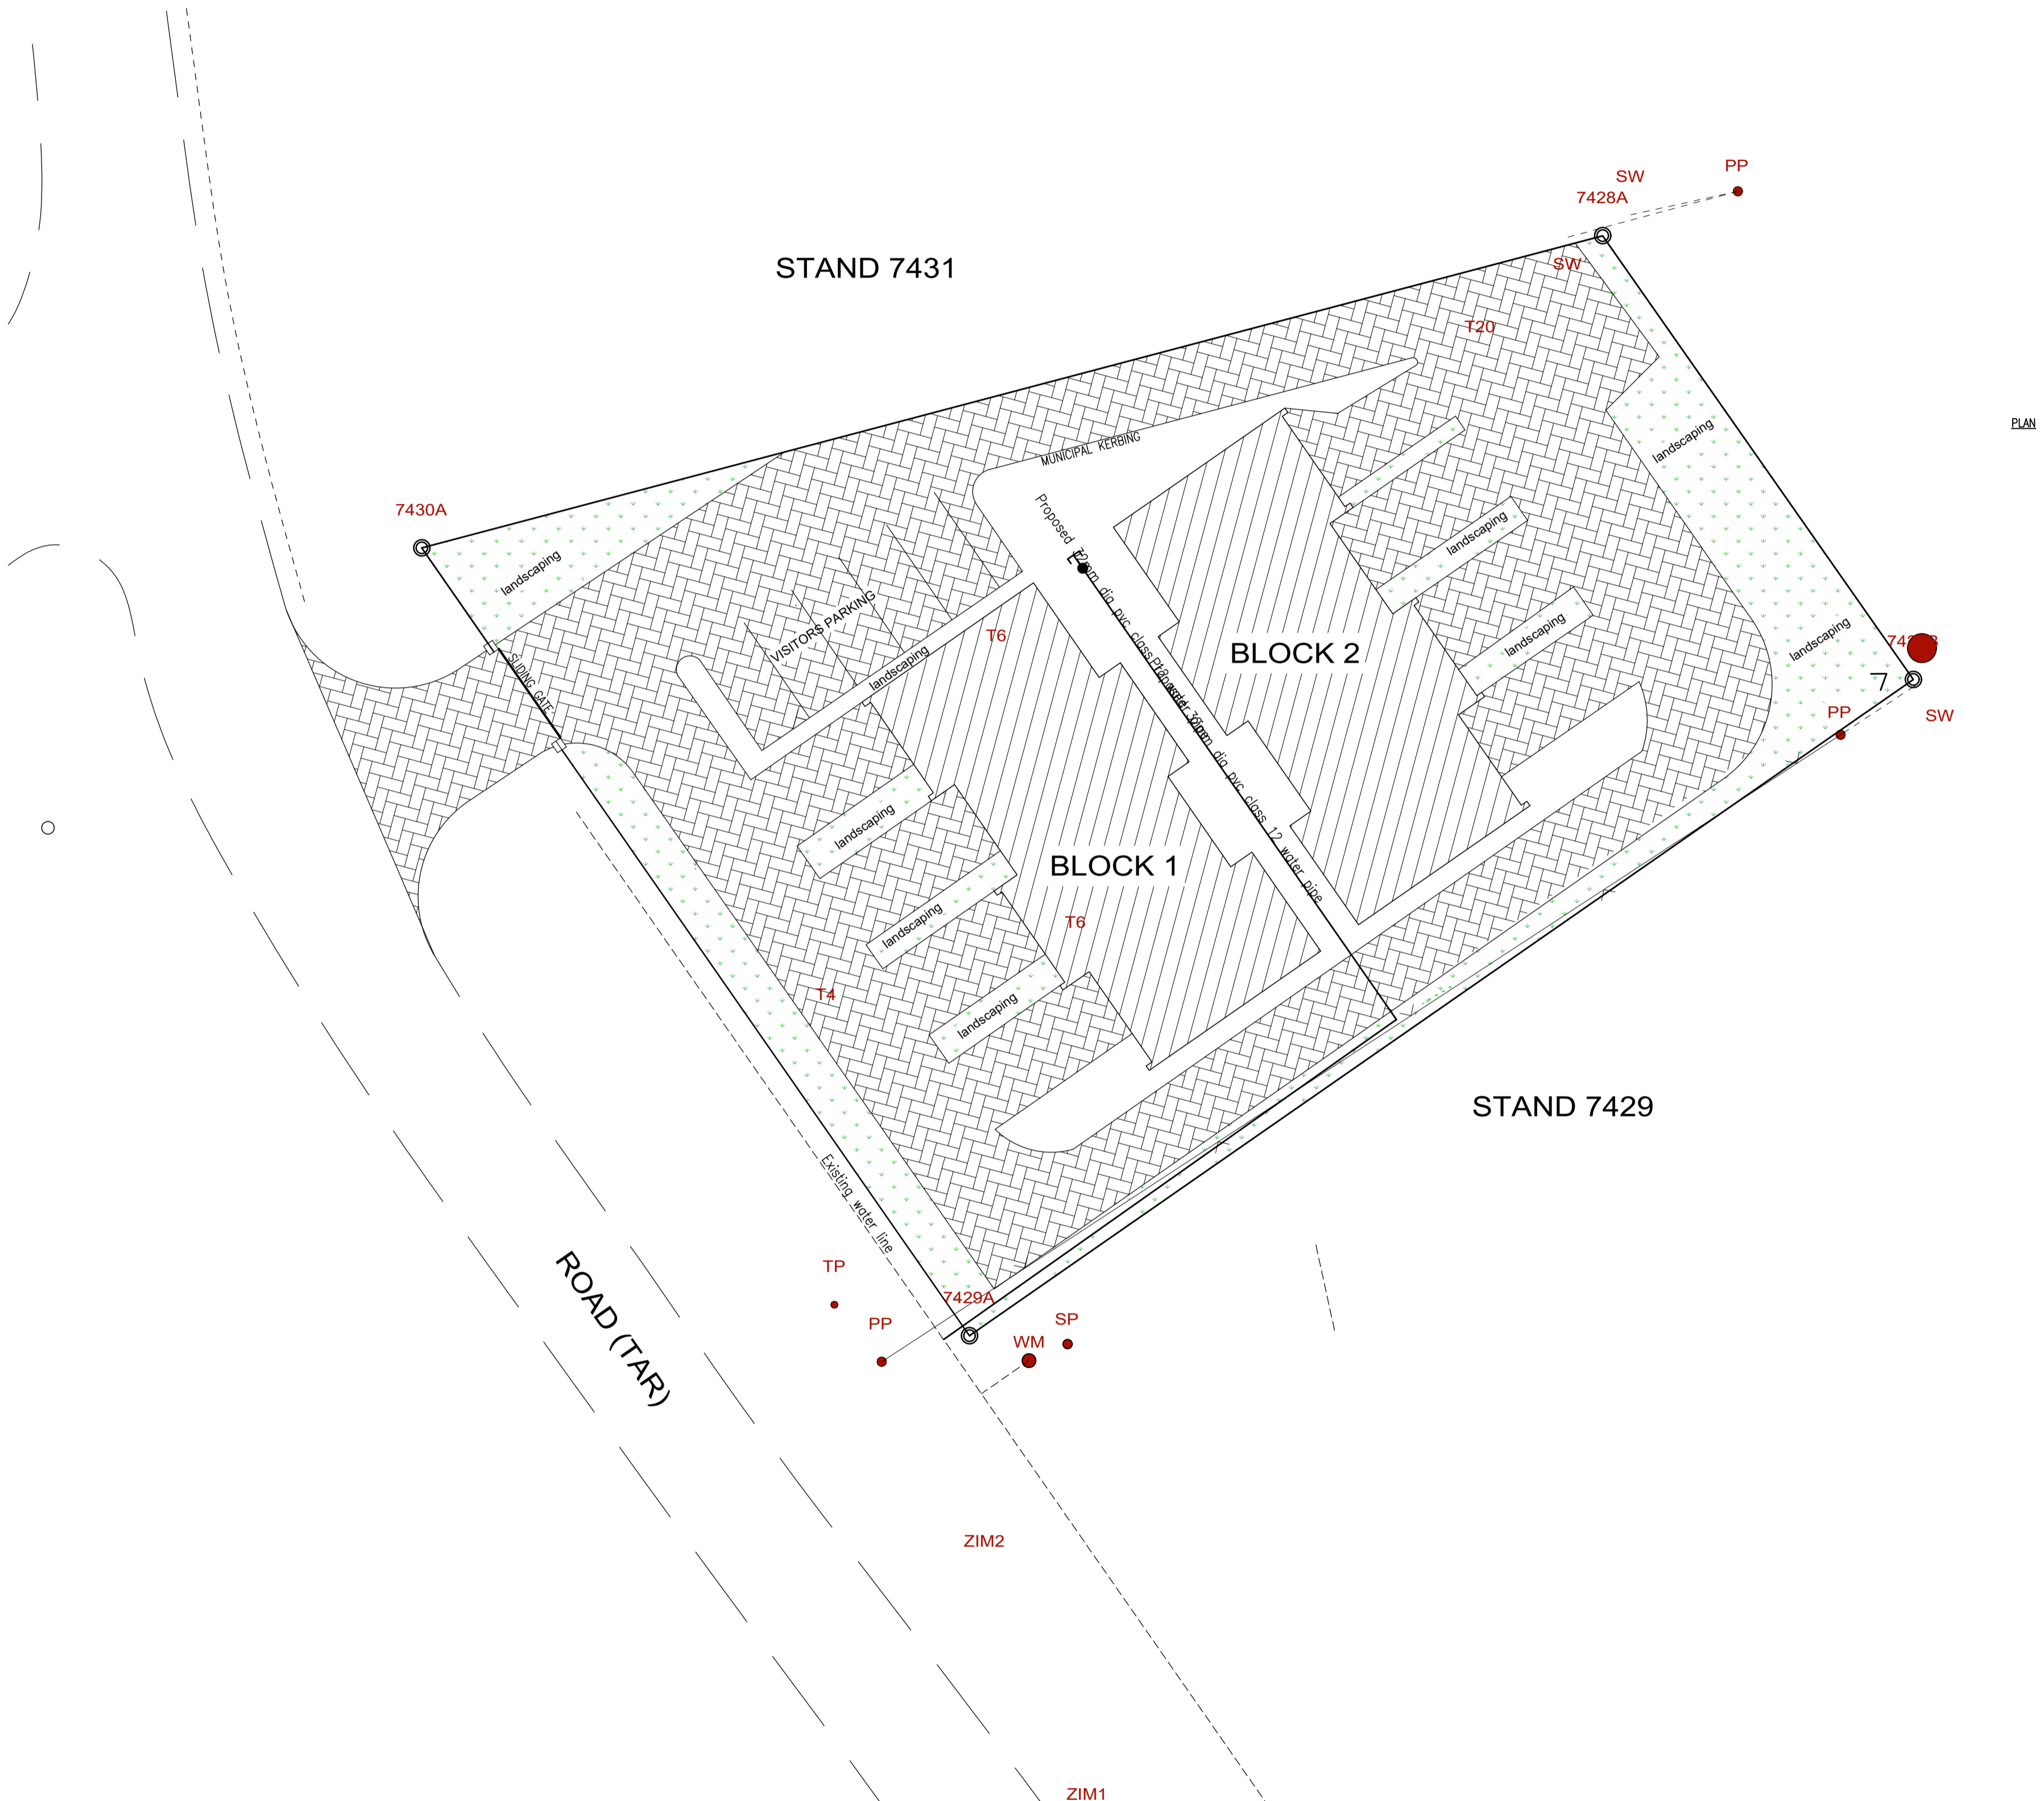 PP
SW
7428A
STAND 7431
SW
T20
PLAN
landscaping
MUNICIPAL KERBING
7430A
landscaping
VISITORS PARKING
T6
landscaping
BLOCK 2
landscaping
landscaping
landscaping
SLIDING GATE
PP
SW
landscaping
BLOCK 1
landscaping
T6
T4
landscaping
water pipe
STAND 7429
Existing water line
ROAD (TAR)
TP
7429A
PP
SP
WM
ZIM2
ZIM1